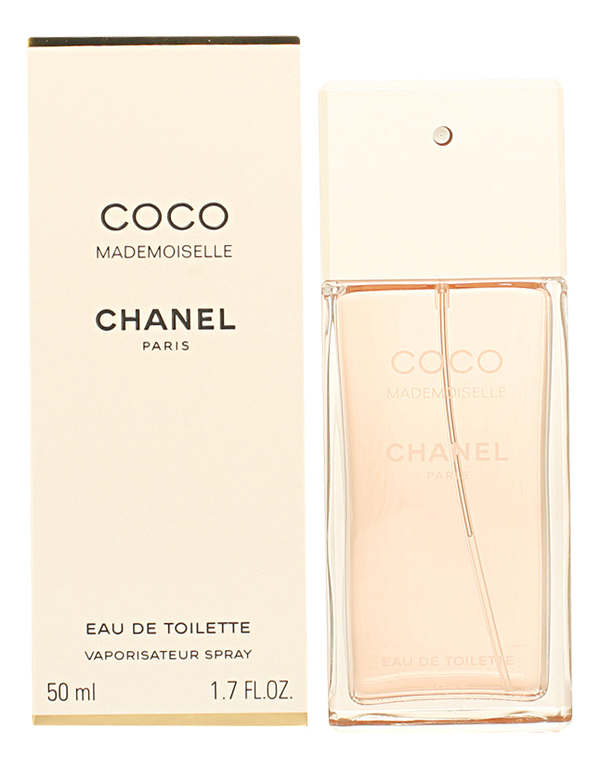 COCO
MADEMOISELLE
CHANEL
PARIS
EAU DE TOILETTE
VAPORISATEUR SPRAY
50 ml 1.7 FL.OZ.
COCO
MADEMOISELLE
CHANEL
PARIS
EAU DE TOILETTE